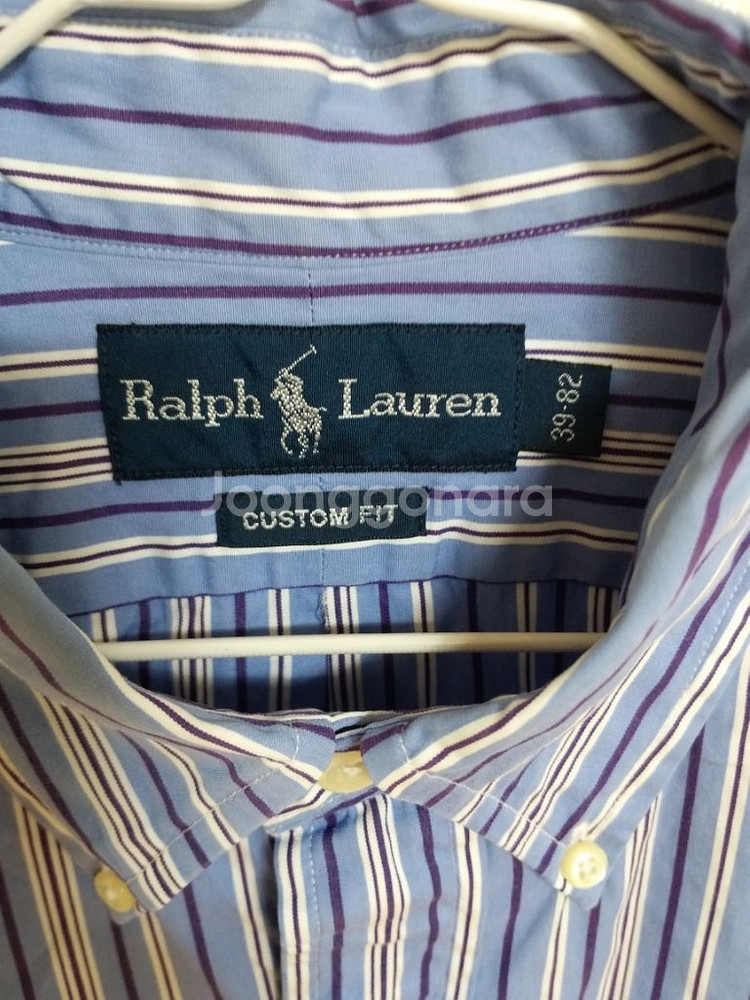 Ralph Lauren
39-82
CUSTOM FIT
Joonggonara